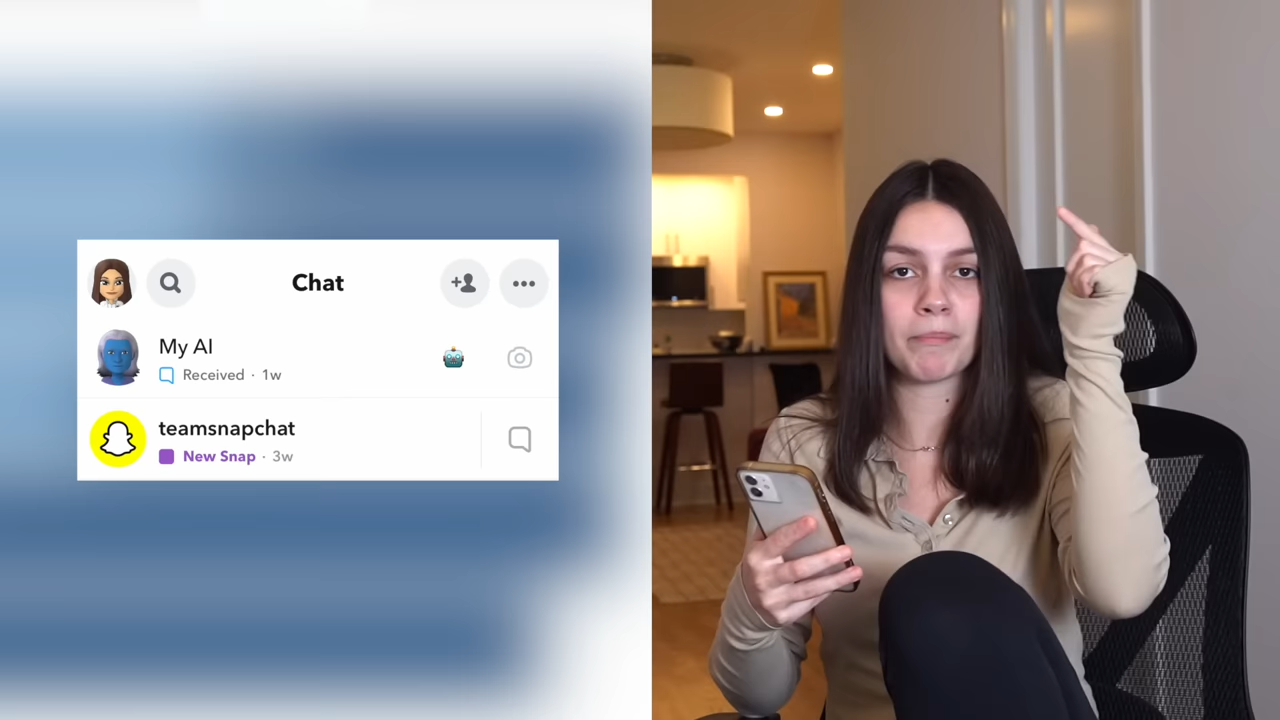 Chat
My AI
Received · 1w
teamsnapchat
New Snap · 3w